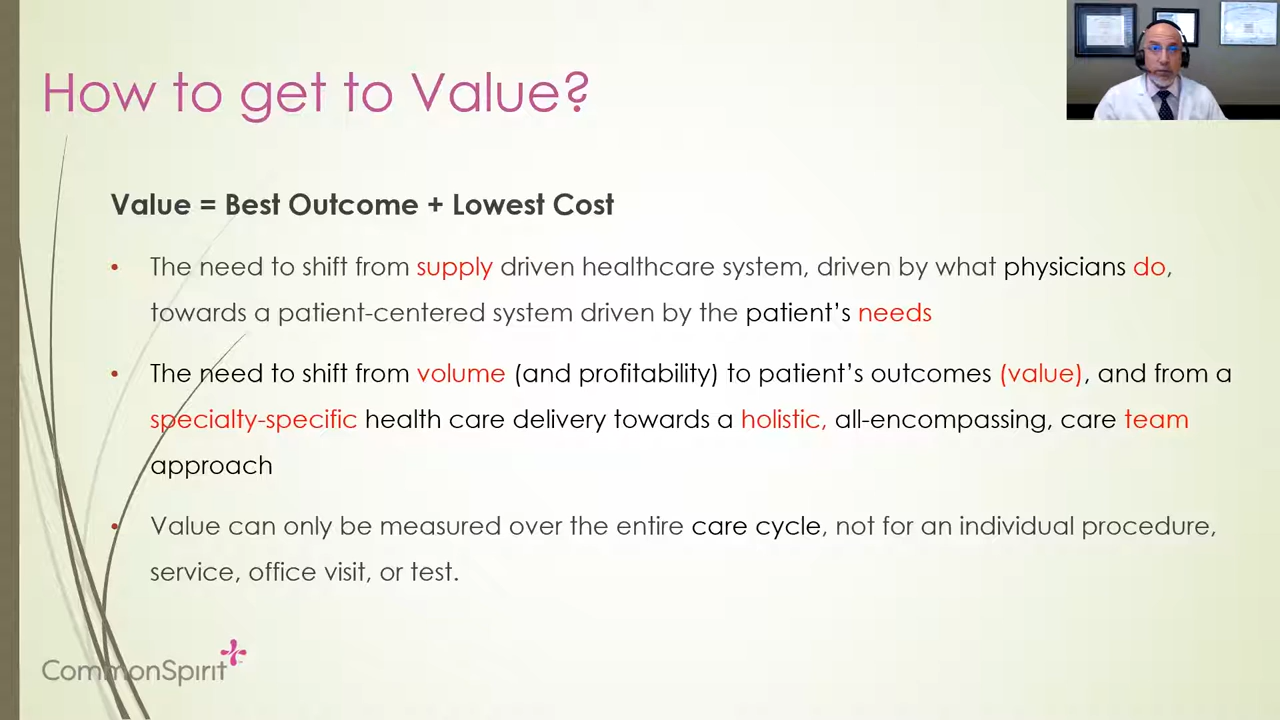 How to get to Value?
Value = Best Outcome + Lowest Cost
• The need to shift from supply driven healthcare system, driven by what physicians do,
towards a patient-centered system driven by the patient’s needs
• The need to shift from volume (and profitability) to patient’s outcomes (value), and from a
specialty-specific health care delivery towards a holistic, all-encompassing, care team
approach
• Value can only be measured over the entire care cycle, not for an individual procedure,
service, office visit, or test.
CommonSpirit